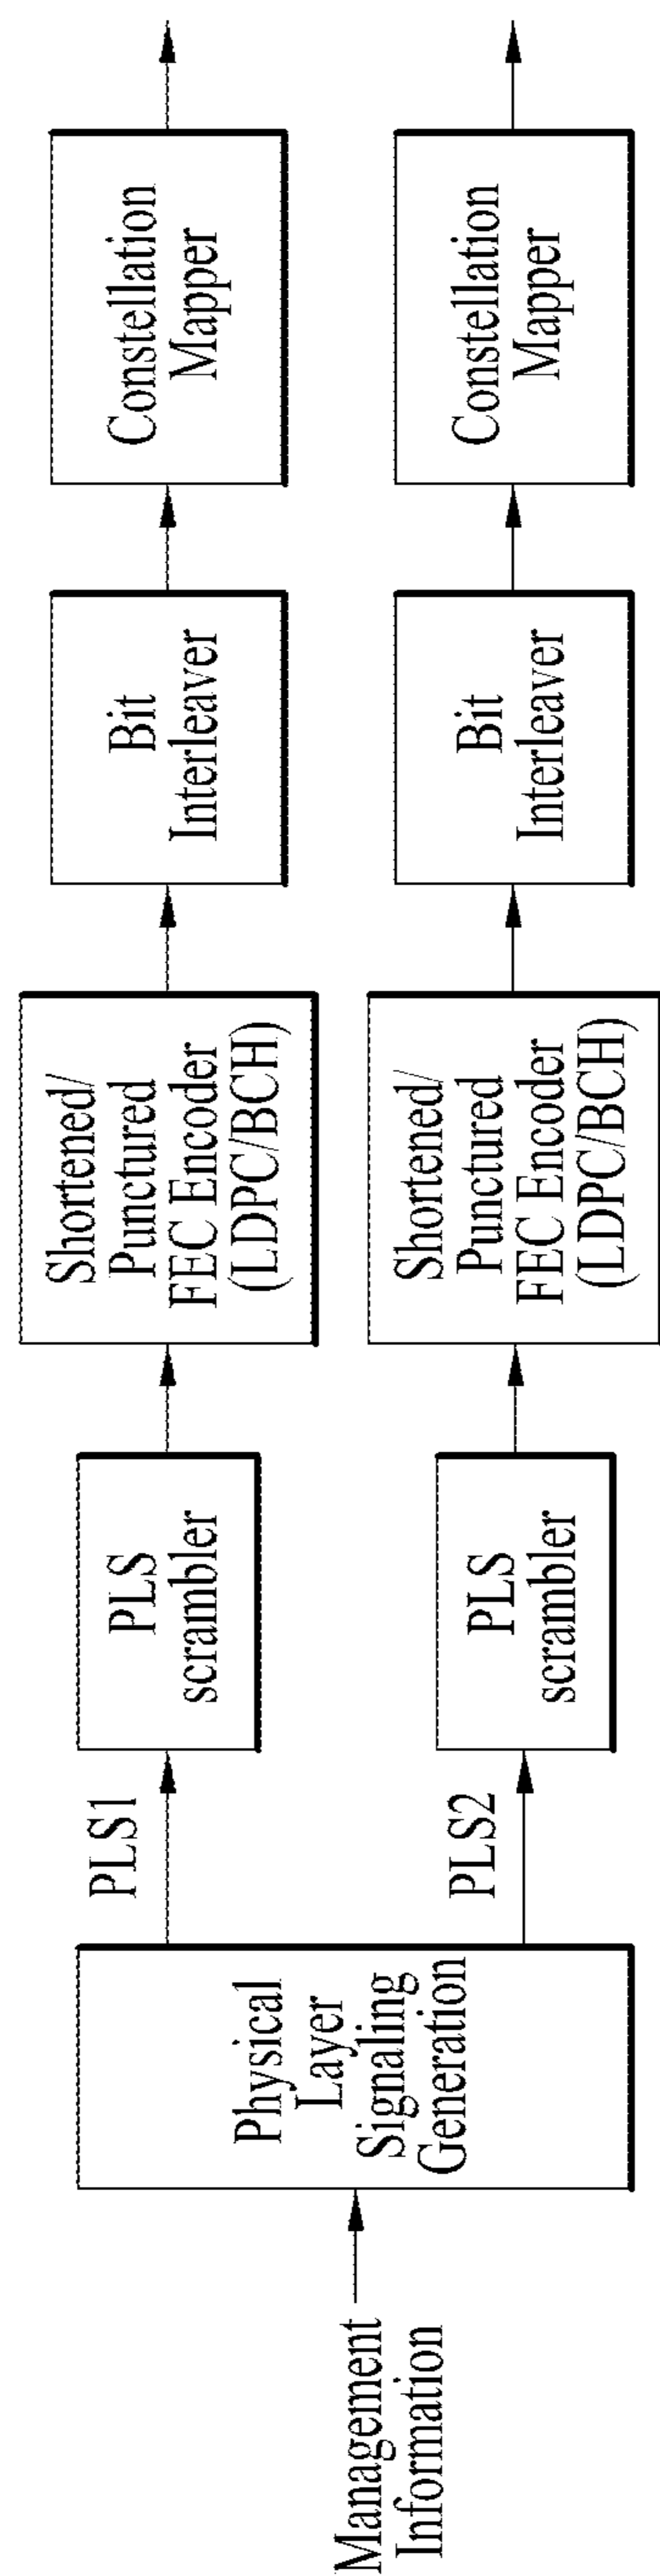 Management
Information
Physical
Layer
Signaling
Generation
PLS1
PLS
scrambler
Shortened/
Punctured
FEC Encoder
(LDPC/BCH)
Bit
Interleaver
Constellation
Mapper
PLS2
PLS
scrambler
Shortened/
Punctured
FEC Encoder
(LDPC/BCH)
Bit
Interleaver
Constellation
Mapper